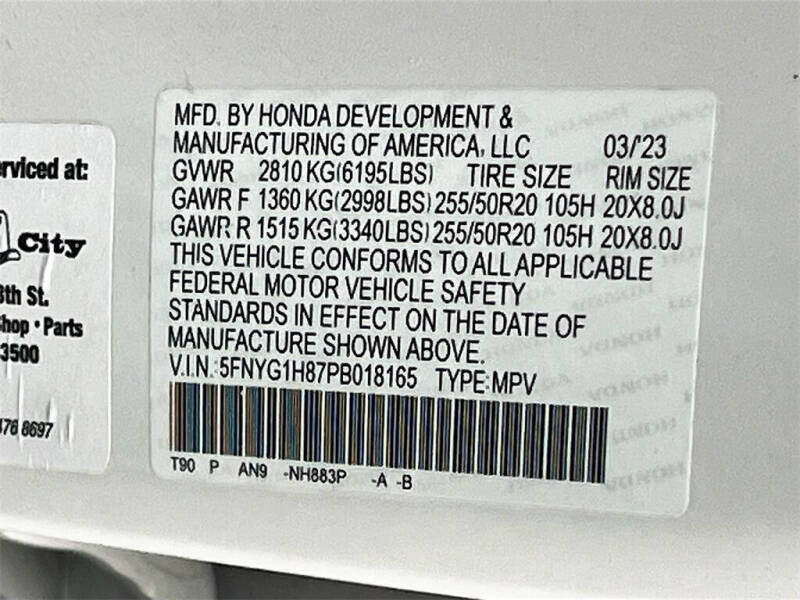 MFD. BY HONDA DEVELOPMENT &
MANUFACTURING OF AMERICA, LLC 03/'23
GVWR 2810 KG(6195LBS) TIRE SIZE RIM SIZE
GAWR F 1360 KG(2998LBS) 255/50R20 105H 20X8.0J
GAWR R 1515 KG(3340LBS) 255/50R20 105H 20X8.0J
THIS VEHICLE CONFORMS TO ALL APPLICABLE
FEDERAL MOTOR VEHICLE SAFETY
STANDARDS IN EFFECT ON THE DATE OF
MANUFACTURE SHOWN ABOVE.
V.I.N.:5FNYG1H87PB018165 TYPE:MPV
T90 P AN9 -NH883P -A -B
rviced at:
City
8th St.
hop • Parts
3500
8697